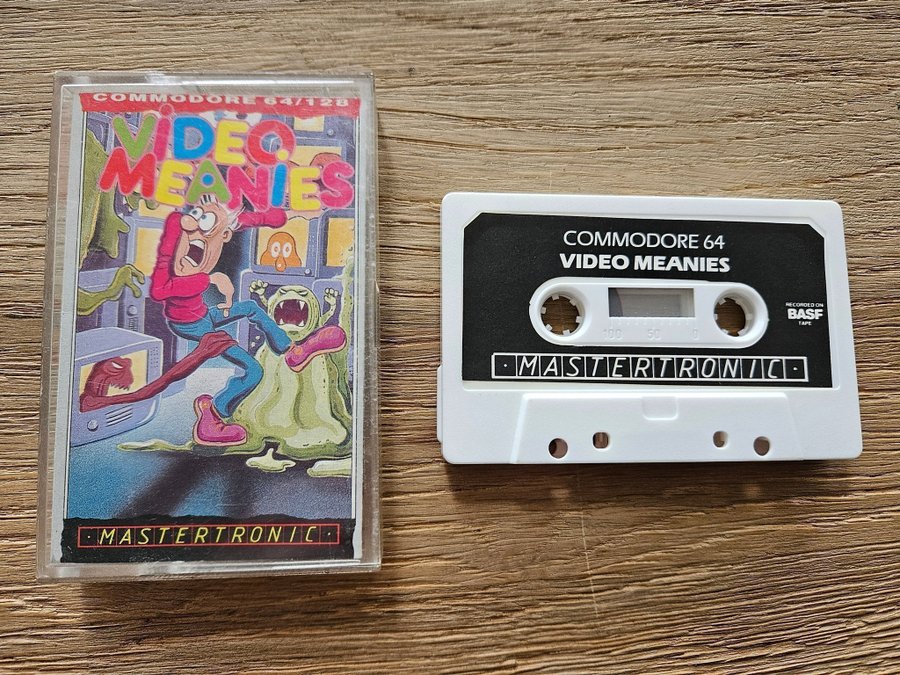 COMMODORE 64/128
ViDEO
MEANiES
·MASTERTRONIC·
COMMODORE 64
VIDEO MEANIES
RECORDED ON
BASF
TAPE
100 50 0
·MASTERTRONIC·